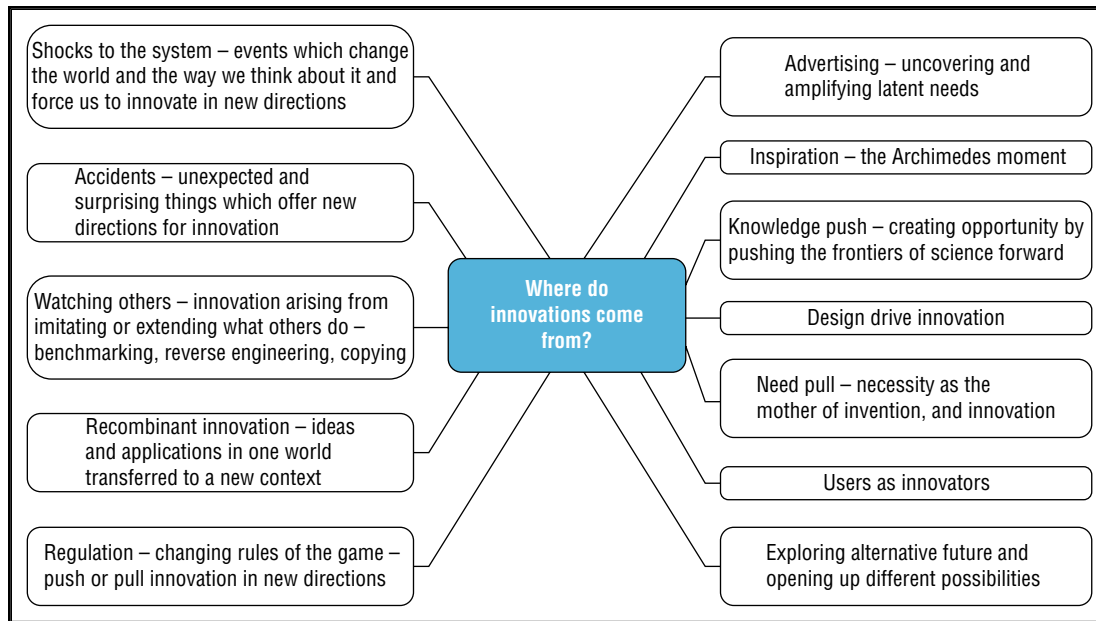 Shocks to the system – events which change
the world and the way we think about it and
force us to innovate in new directions
Accidents – unexpected and
surprising things which offer new
directions for innovation
Watching others – innovation arising from
imitating or extending what others do –
benchmarking, reverse engineering, copying
Recombinant innovation – ideas
and applications in one world
transferred to a new context
Regulation – changing rules of the game –
push or pull innovation in new directions
Where do
innovations come
from?
Advertising – uncovering and
amplifying latent needs
Inspiration – the Archimedes moment
Knowledge push – creating opportunity by
pushing the frontiers of science forward
Design drive innovation
Need pull – necessity as the
mother of invention, and innovation
Users as innovators
Exploring alternative future and
opening up different possibilities